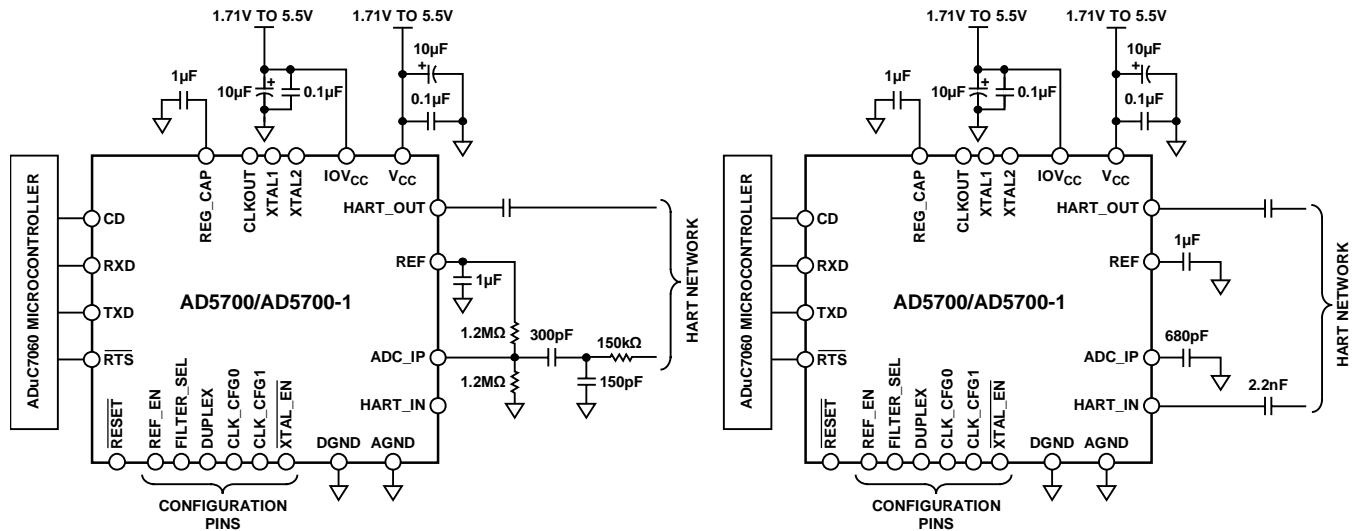 1.71V TO 5.5V
1.71V TO 5.5V
10µF
+
1µF
10µF
+
0.1µF
0.1µF
ADuC7060 MICROCONTROLLER
REG_CAP
CLKOUT
XTAL1
XTAL2
IOVCC
VCC
CD
RXD
TXD
RTS
HART_OUT
REF
1µF
AD5700/AD5700-1
1.2MΩ
300pF
150kΩ
ADC_IP
1.2MΩ
150pF
HART_IN
HART NETWORK
RESET
REF_EN
FILTER_SEL
DUPLEX
CLK_CFG0
CLK_CFG1
XTAL_EN
DGND
AGND
CONFIGURATION
PINS
1.71V TO 5.5V
1.71V TO 5.5V
10µF
+
1µF
10µF
+
0.1µF
0.1µF
ADuC7060 MICROCONTROLLER
REG_CAP
CLKOUT
XTAL1
XTAL2
IOVCC
VCC
CD
RXD
TXD
RTS
HART_OUT
REF
1µF
AD5700/AD5700-1
680pF
ADC_IP
2.2nF
HART_IN
HART NETWORK
RESET
REF_EN
FILTER_SEL
DUPLEX
CLK_CFG0
CLK_CFG1
XTAL_EN
DGND
AGND
CONFIGURATION
PINS